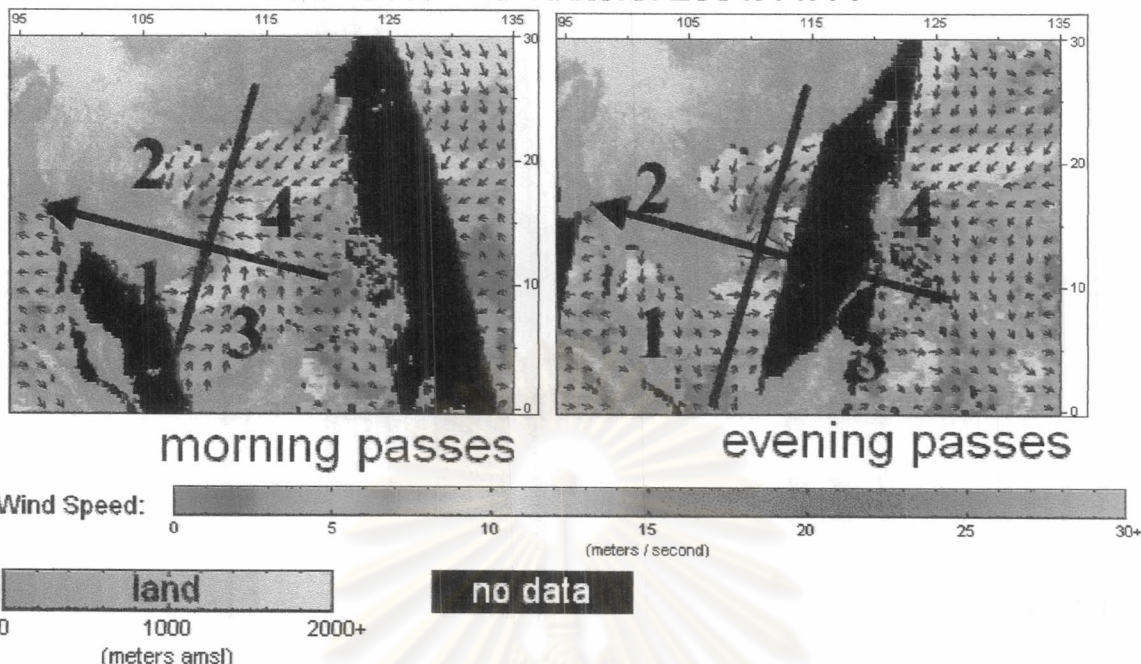 95 105 115 125 135 95 105 115 125 135
30 30
20 20
10 10
0 0
2 4 1 3
2 4 1 3
morning passes evening passes
Wind Speed:
0 5 10 15 20 25 30+
(meters / second)
land no data
0 1000 2000+
(meters amsl)